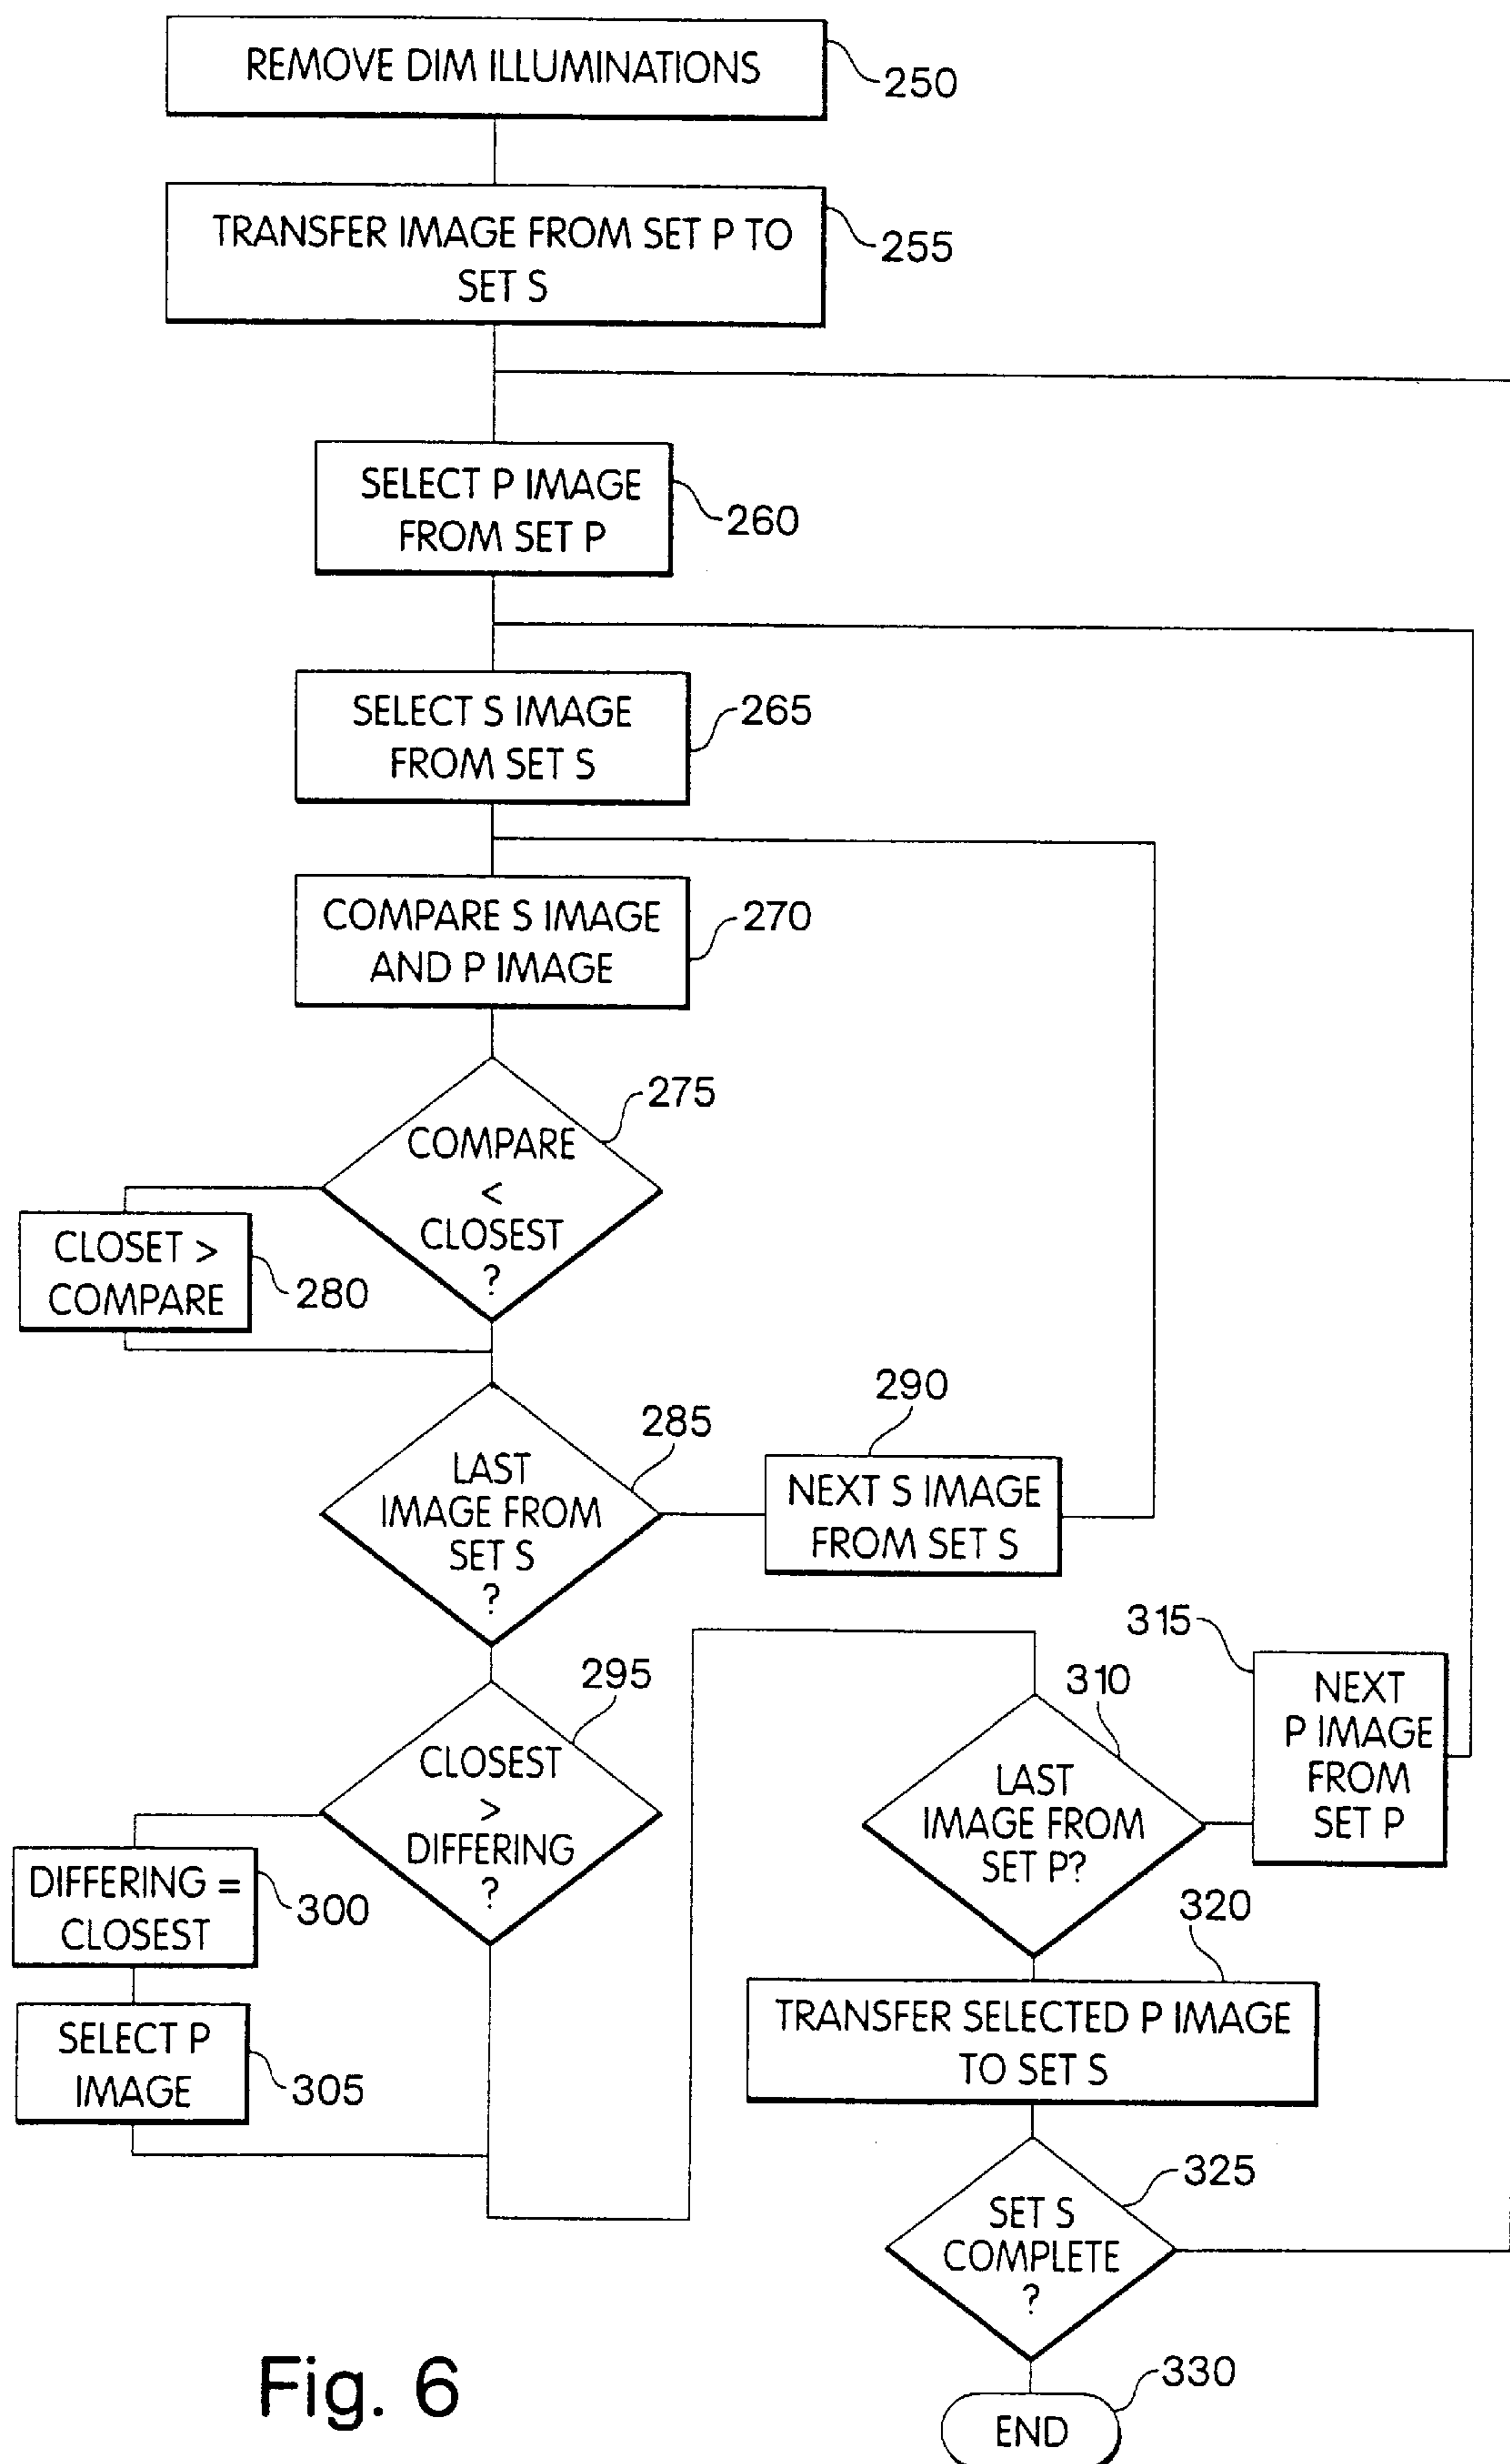 REMOVE DIM ILLUMINATIONS
250
TRANSFER IMAGE FROM SET P TO
SET S
255
SELECT P IMAGE
FROM SET P
260
SELECT S IMAGE
FROM SET S
265
COMPARE S IMAGE
AND P IMAGE
270
COMPARE
<
CLOSEST
?
275
CLOSET >
COMPARE
280
LAST
IMAGE FROM
SET S
?
285
290
NEXT S IMAGE
FROM SET S
CLOSEST
>
DIFFERING
?
295
DIFFERING =
CLOSEST
300
SELECT P
IMAGE
305
LAST
IMAGE FROM
SET P?
310
315
NEXT
P IMAGE
FROM
SET P
320
TRANSFER SELECTED P IMAGE
TO SET S
SET S
COMPLETE
?
325
END
330
Fig. 6